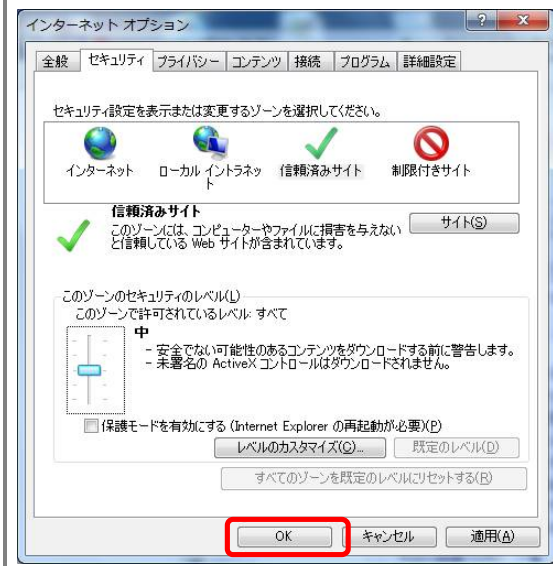 インターネット オプション
全般 セキュリティ プライバシー コンテンツ 接続 プログラム 詳細設定
セキュリティ設定を表示または変更するゾーンを選択してください。
インターネット ローカル イントラネッ 信頼済みサイト 制限付きサイト
ト
信頼済みサイト
このゾーンには、コンピューターやファイルに損害を与えない サイト(S)
と信頼している Web サイトが含まれています。
このゾーンのセキュリティのレベル(L)
このゾーンで許可されているレベル: すべて
中
- 安全でない可能性のあるコンテンツをダウンロードする前に警告します。
- 未署名の ActiveX コントロールはダウンロードされません。
保護モードを有効にする (Internet Explorer の再起動が必要)(P)
レベルのカスタマイズ(C)... 既定のレベル(D)
すべてのゾーンを既定のレベルにリセットする(R)
OK キャンセル 適用(A)